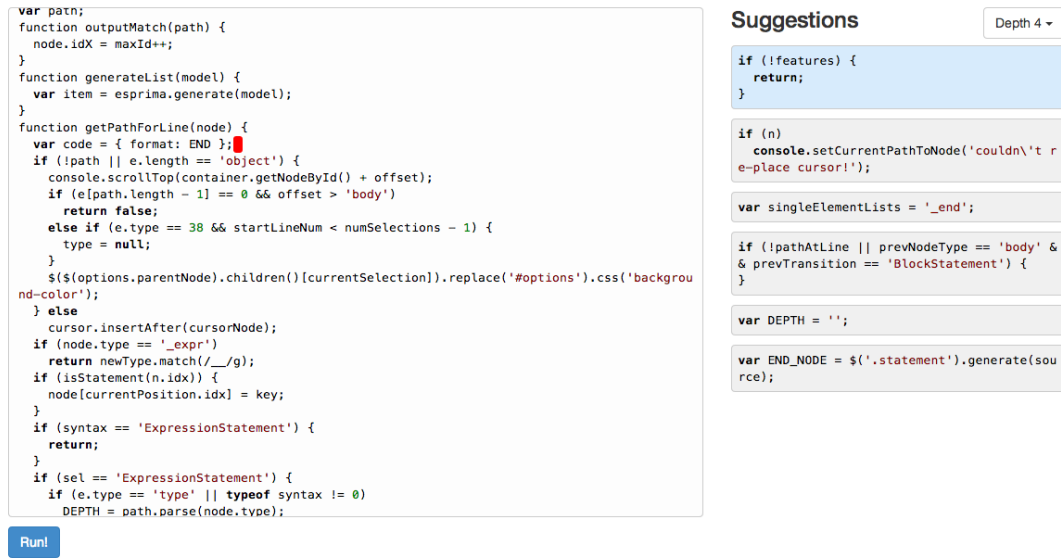 var path;
function outputMatch(path) {
  node.idX = maxId++;
}
function generateList(model) {
  var item = esprima.generate(model);
}
function getPathForLine(node) {
  var code = { format: END };
  if (!path || e.length == 'object') {
    console.scrollTop(container.getNodeById() + offset);
    if (e[path.length - 1] == 0 && offset > 'body')
      return false;
    else if (e.type == 38 && startLineNum < numSelections - 1) {
      type = null;
    }
    $($(options.parentNode).children()[currentSelection]).replace('#options').css('backgrou
nd-color');
  } else
    cursor.insertAfter(cursorNode);
  if (node.type == '_expr')
    return newType.match(/__/g);
  if (isStatement(n.idx)) {
    node[currentPosition.idx] = key;
  }
  if (syntax == 'ExpressionStatement') {
    return;
  }
  if (sel == 'ExpressionStatement') {
    if (e.type == 'type' || typeof syntax != 0)
      DEPTH = path.parse(node.type);
Run!
Suggestions
Depth 4
if (!features) {
  return;
}
if (n)
  console.setCurrentPathToNode('couldn\'t r
e-place cursor!');
var singleElementLists = '_end';
if (!pathAtLine || prevNodeType == 'body' &
& prevTransition == 'BlockStatement') {
}
var DEPTH = '';
var END_NODE = $('.statement').generate(sou
rce);